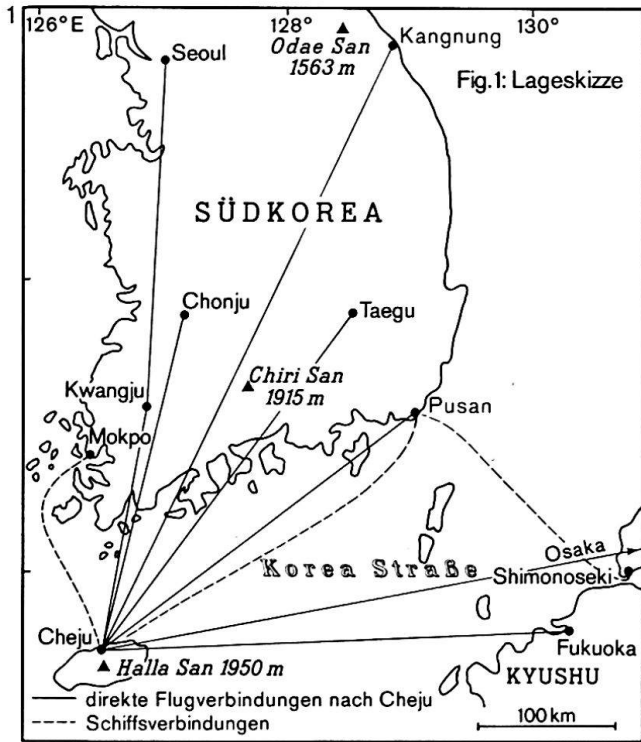 1
126°E
128°
130°
Seoul
Odae San
1563 m
Kangnung
Fig.1: Lageskizze
SÜDKOREA
Chonju
Taegu
Chiri San
1915 m
Kwangju
Mokpo
Pusan
Osaka
Korea Straße
Shimonoseki
Cheju
Fukuoka
Halla San 1950 m
KYUSHU
direkte Flugverbindungen nach Cheju
Schiffsverbindungen
100 km